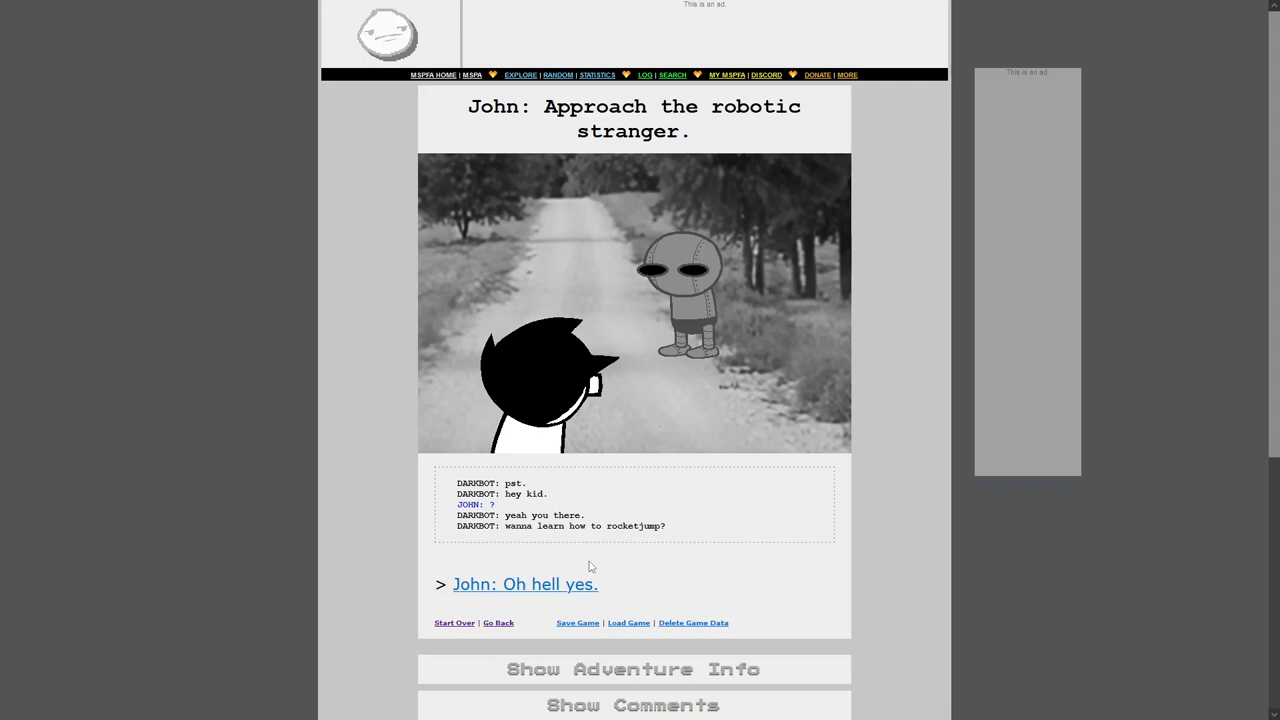 This is an ad.
MSPFA HOME | MSPA EXPLORE | RANDOM | STATISTICS LOG | SEARCH MY MSPFA | DISCORD DONATE | MORE
This is an ad.
John: Approach the robotic
stranger.
DARKBOT: pst.
DARKBOT: hey kid.
JOHN: ?
DARKBOT: yeah you there.
DARKBOT: wanna learn how to rocketjump?
> John: Oh hell yes.
Start Over | Go Back Save Game | Load Game | Delete Game Data
Show Adventure Info
Show Comments